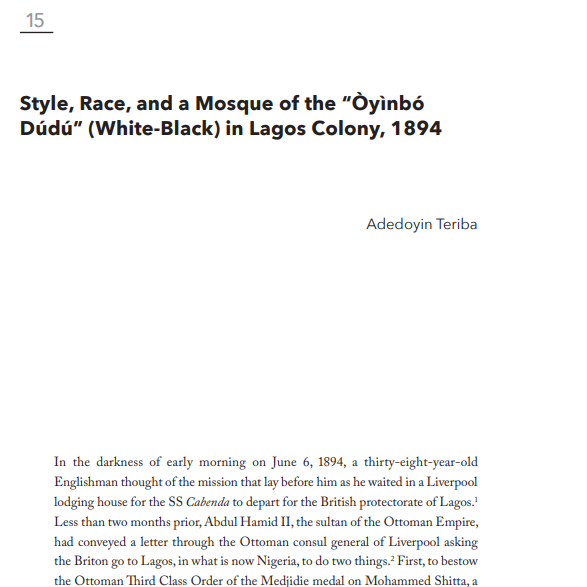 15
Style, Race, and a Mosque of the “Òyìnbó
Dúdú” (White-Black) in Lagos Colony, 1894
Adedoyin Teriba
In the darkness of early morning on June 6, 1894, a thirty-eight-year-old
Englishman thought of the mission that lay before him as he waited in a Liverpool
lodging house for the SS Cabenda to depart for the British protectorate of Lagos.¹
Less than two months prior, Abdul Hamid II, the sultan of the Ottoman Empire,
had conveyed a letter through the Ottoman consul general of Liverpool asking
the Briton go to Lagos, in what is now Nigeria, to do two things.² First, to bestow
the Ottoman Third Class Order of the Medjidie medal on Mohammed Shitta, a